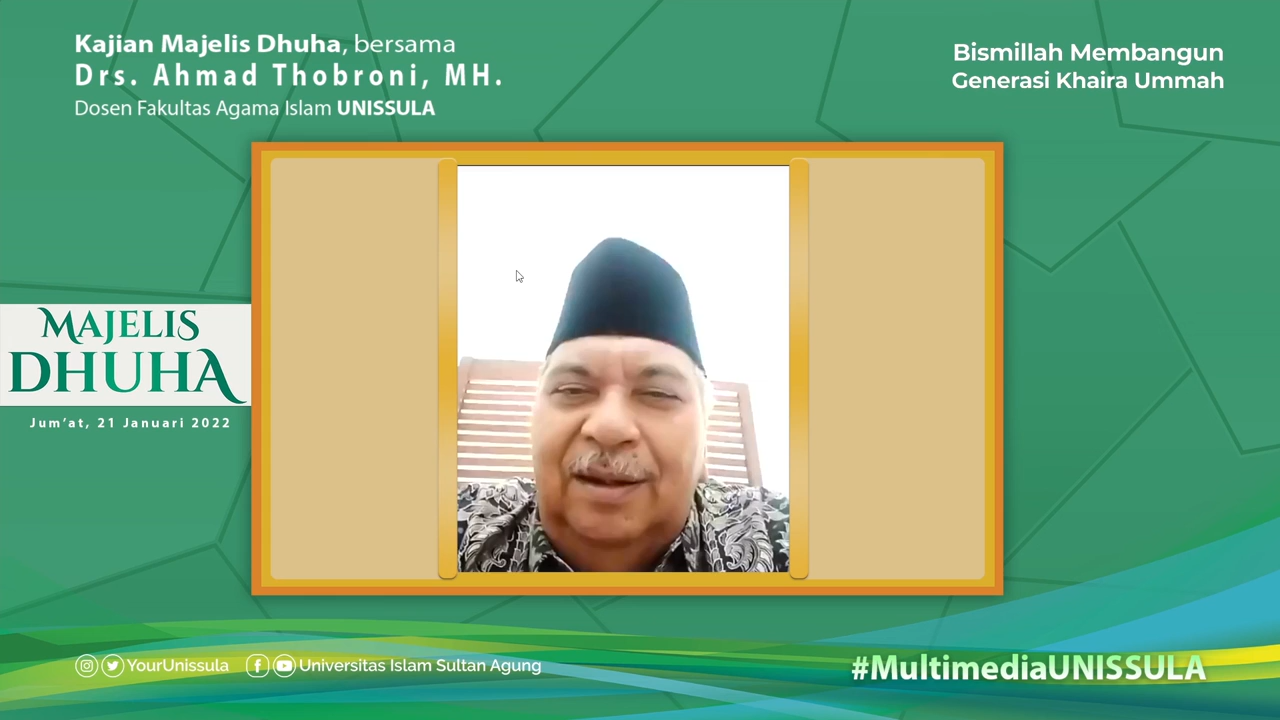 Kajian Majelis Dhuha, bersama
Drs. Ahmad Thobroni, MH.
Dosen Fakultas Agama Islam UNISSULA
Bismillah Membangun
Generasi Khaira Ummah
MAJELIS
DHUHA
Jum'at, 21 Januari 2022
YourUnissula
Universitas Islam Sultan Agung
#MultimediaUNISSULA